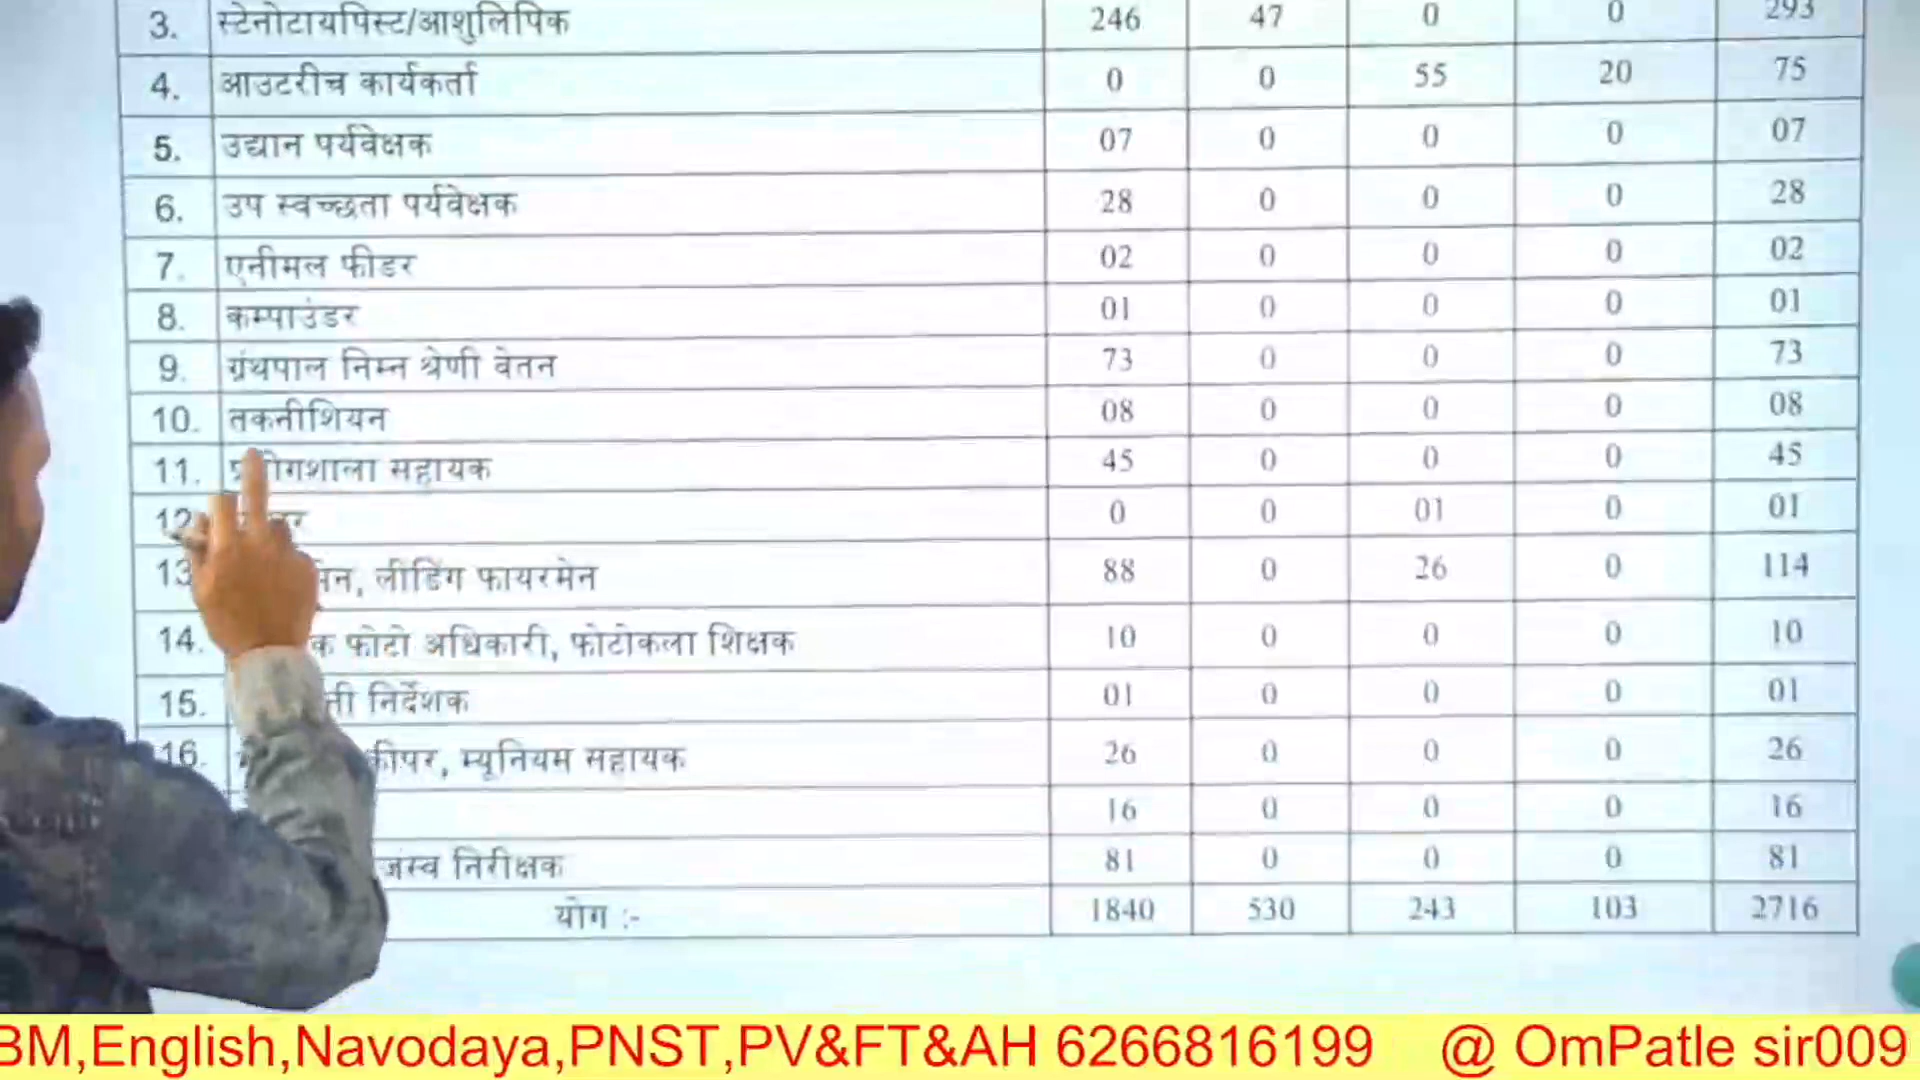 3. स्टेनोटायपिस्ट/आशुलिपिक 246 47 0 0 293
4. आउटरीच कार्यकर्ता 0 0 55 20 75
5. उद्यान पर्यवेक्षक 07 0 0 0 07
6. उप स्वच्छता पर्यवेक्षक 28 0 0 0 28
7. एनीमल फीडर 02 0 0 0 02
8. कम्पाउंडर 01 0 0 0 01
9. ग्रंथपाल निम्न श्रेणी वेतन 73 0 0 0 73
10. तकनीशियन 08 0 0 0 08
11. सहायक 45 0 0 0 45
12 0 0 01 0 01
13 लीडिंग फायरमेन 88 0 26 0 114
14. फोटो अधिकारी, फोटोकला शिक्षक 10 0 0 0 10
15. निर्देशक 01 0 0 0 01
16. म्यूनियम सहायक 26 0 0 0 26
16 0 0 0 16
निरीक्षक 81 0 0 0 81
योग :- 1840 530 243 103 2716
BM,English,Navodaya,PNST,PV&FT&AH 6266816199 @ OmPatle sir009